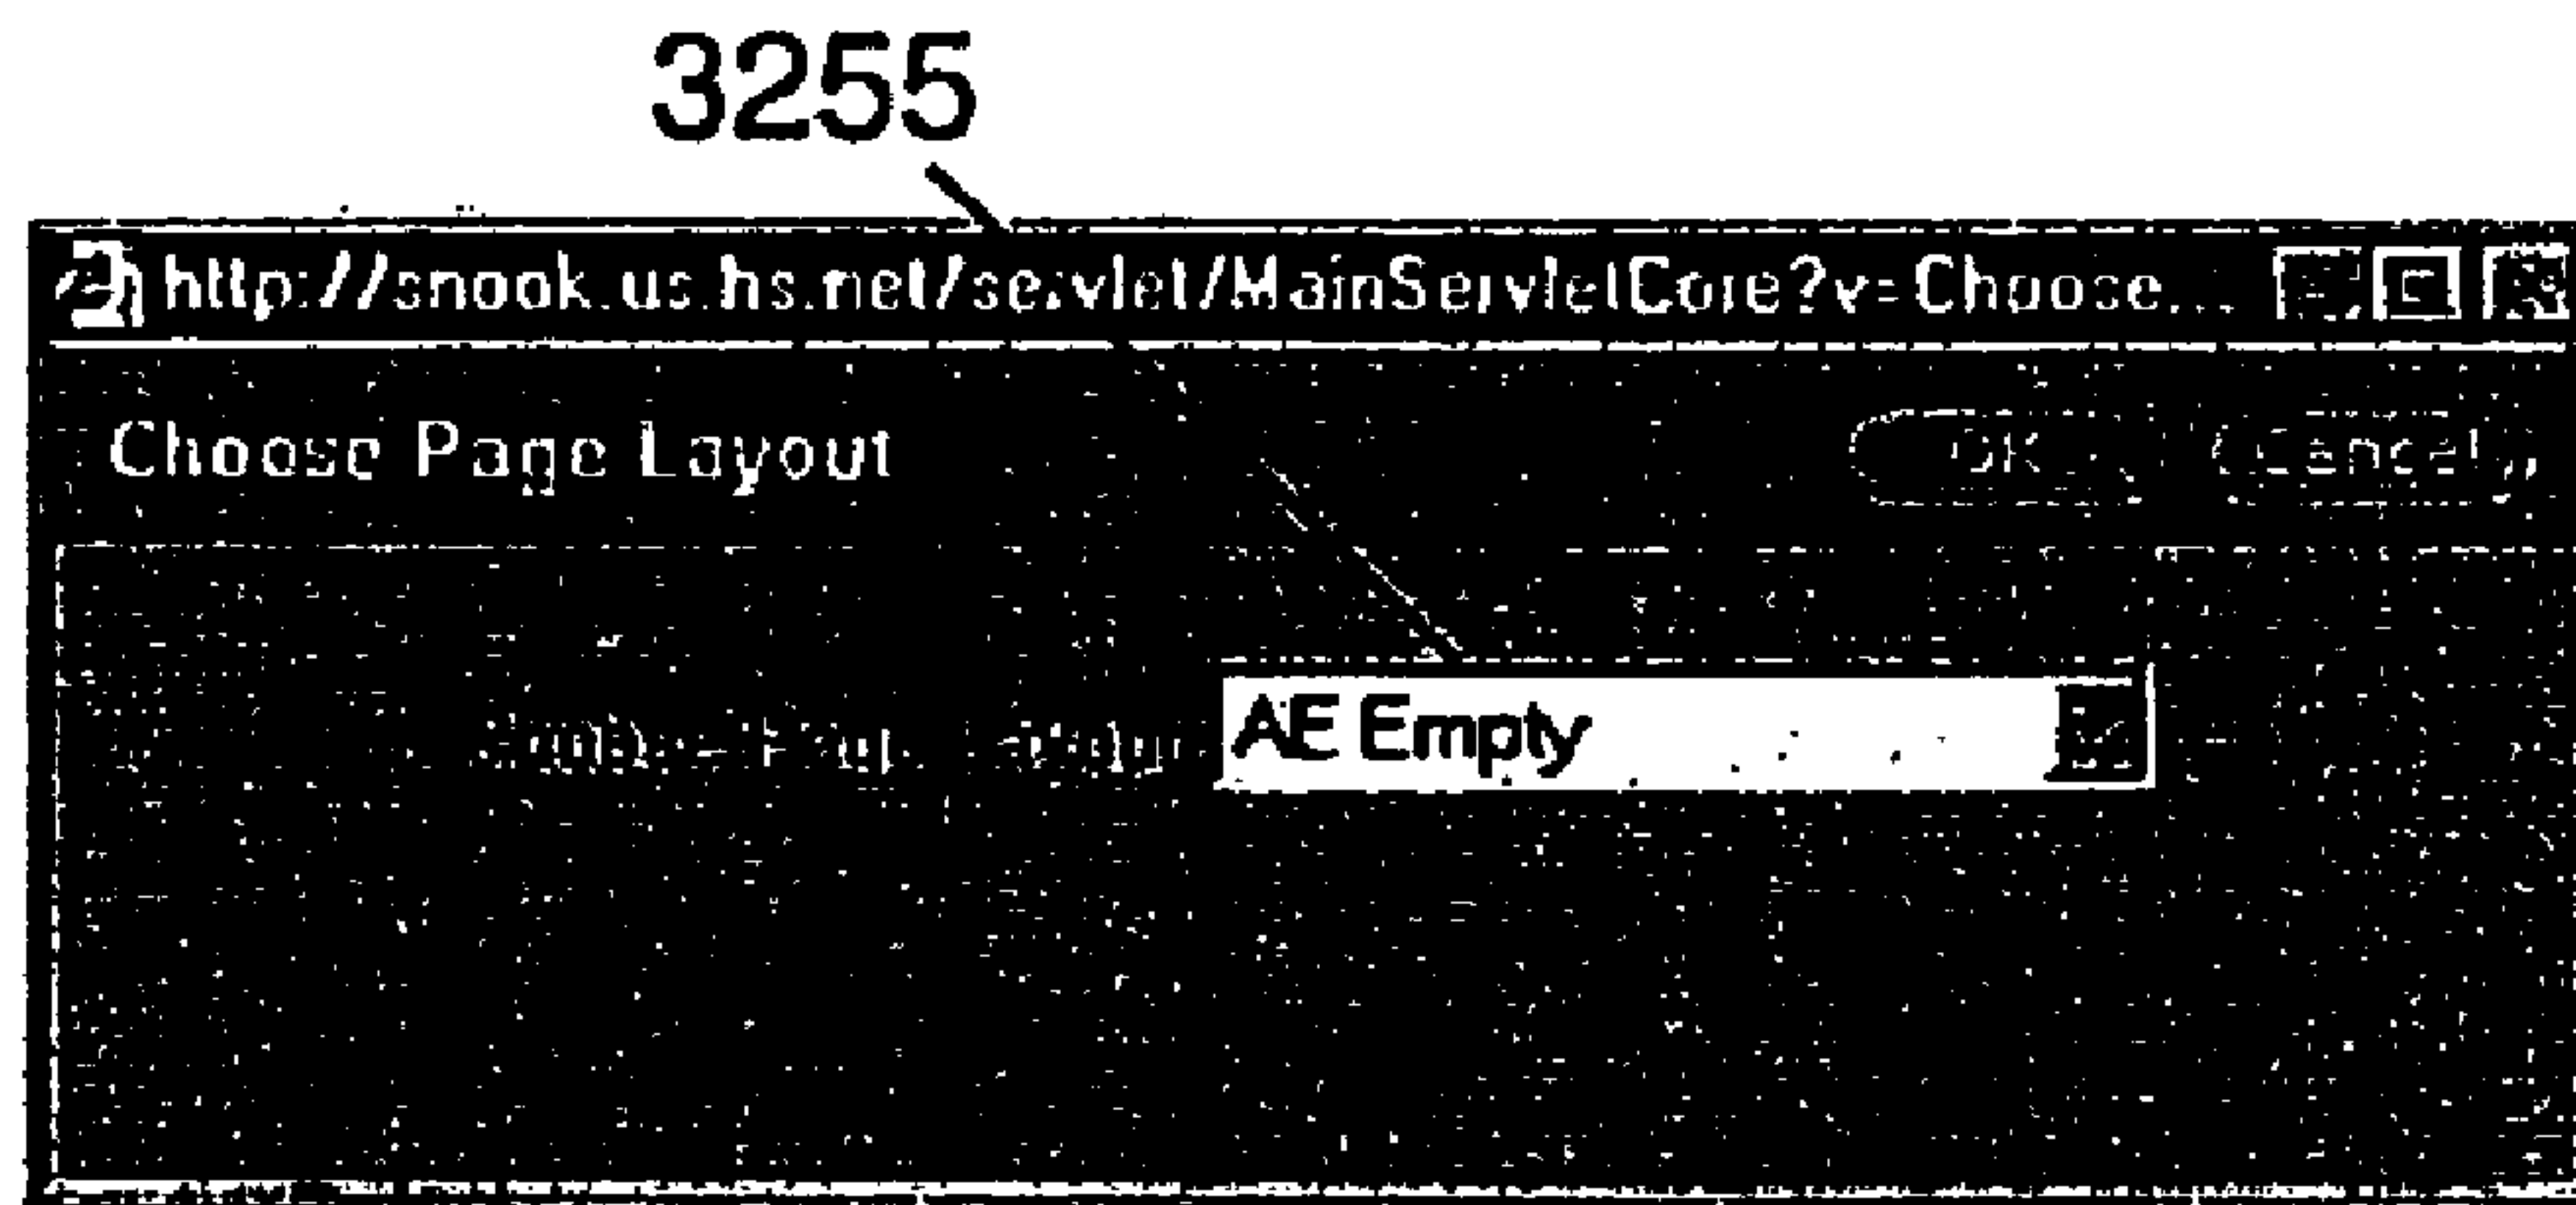 3255
http://snook.us.hs.net/servlet/MainServletCore?v=Choose...
Choose Page Layout OK Cancel
AE Empty